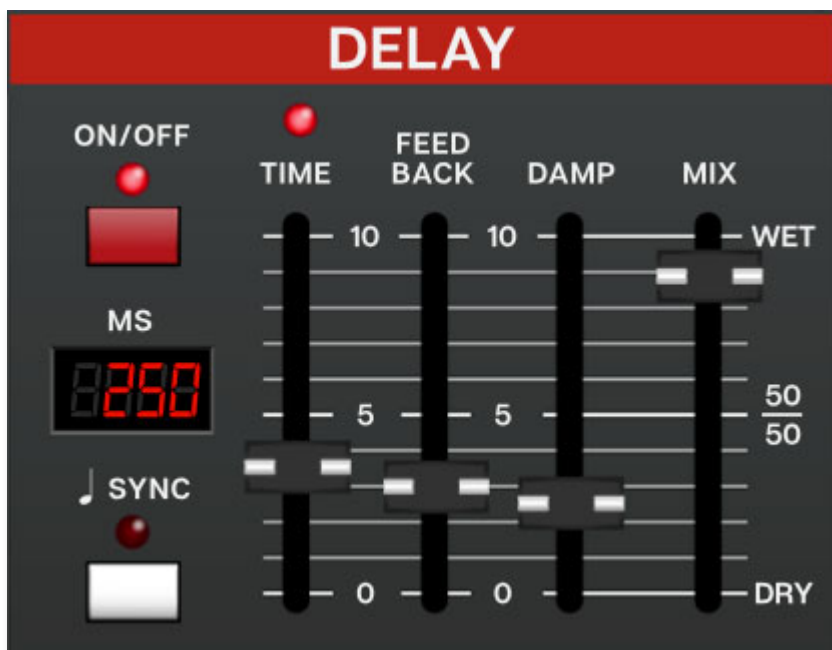 DELAY
ON/OFF
TIME
FEED
BACK
DAMP
MIX
10
10
WET
MS
250
5
5
50
50
SYNC
0
0
DRY